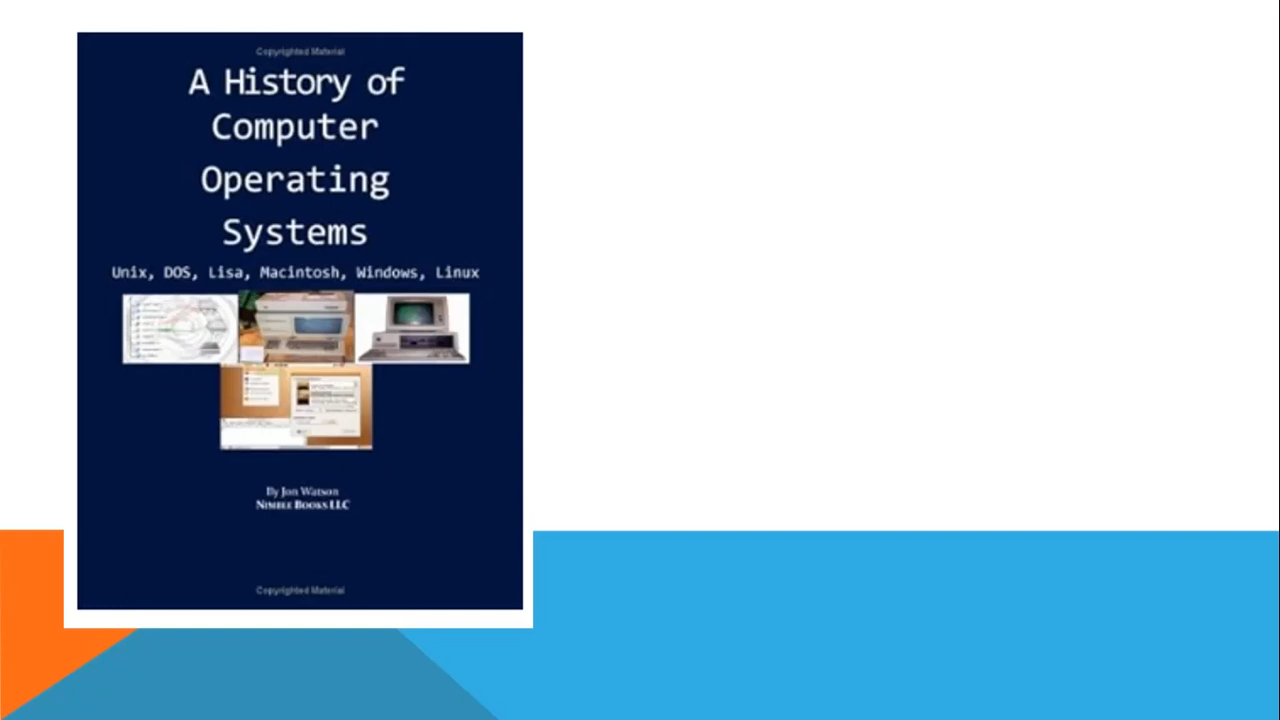 Copyrighted Material
A History of
Computer
Operating
Systems
Unix, DOS, Lisa, Macintosh, Windows, Linux
By Jon Watson
NIMBLE BOOKS LLC
Copyrighted Material